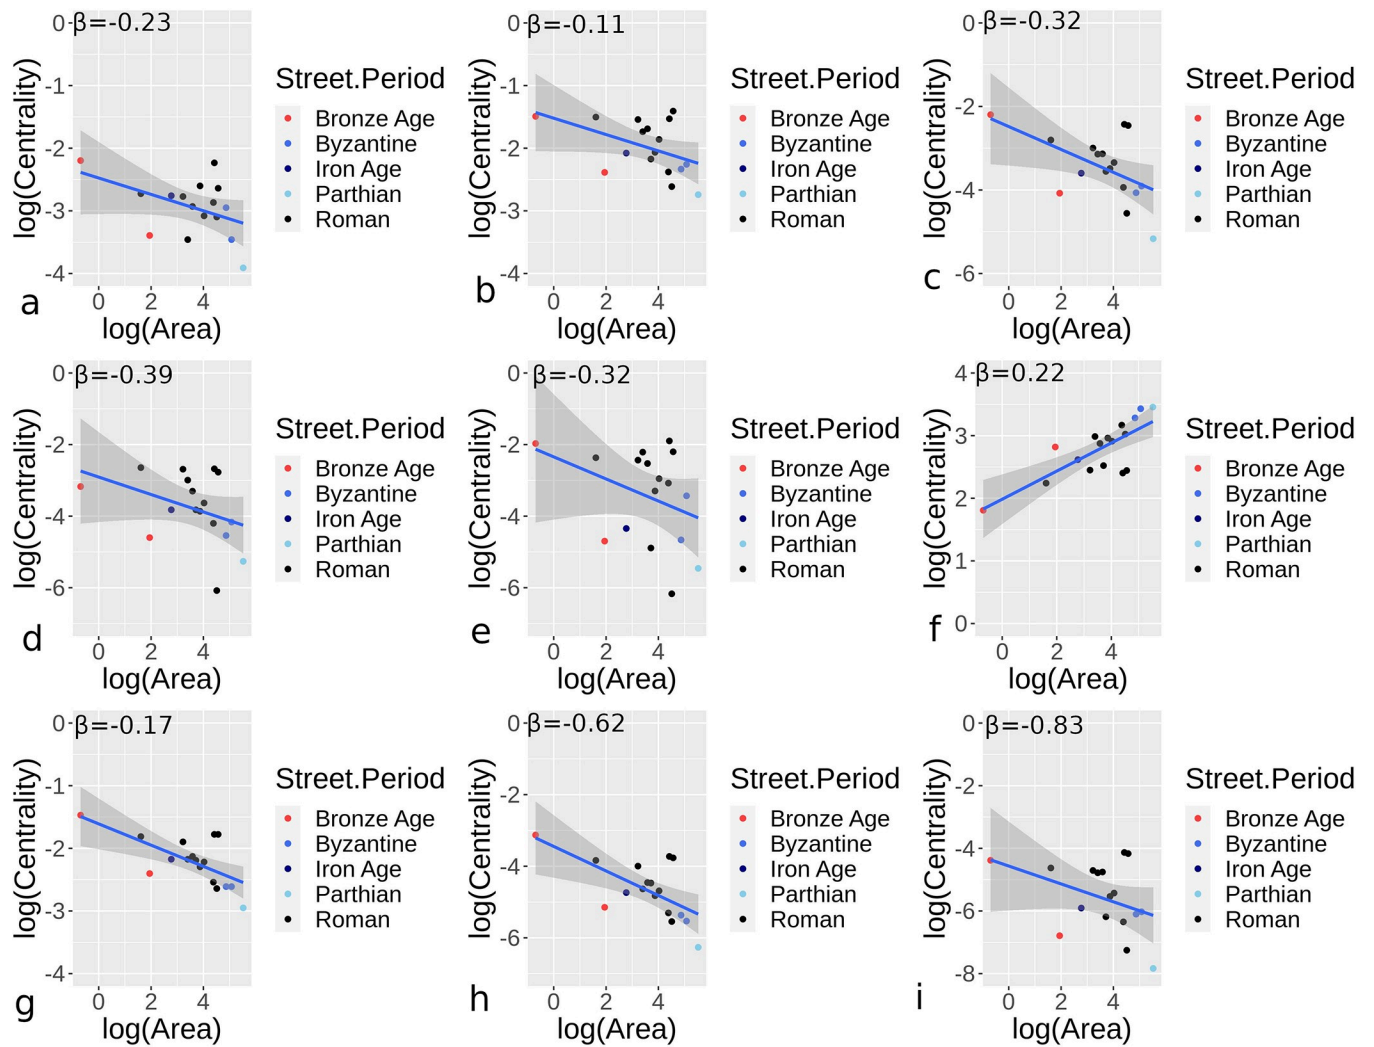 β=-0.23
0
-1
-2
-3
-4
log(Centrality)
0 2 4
log(Area)
a
Street.Period
Bronze Age
Byzantine
Iron Age
Parthian
Roman
β=-0.11
0
-1
-2
-3
-4
log(Centrality)
0 2 4
log(Area)
b
Street.Period
Bronze Age
Byzantine
Iron Age
Parthian
Roman
β=-0.32
0
-2
-4
-6
log(Centrality)
0 2 4
log(Area)
c
Street.Period
Bronze Age
Byzantine
Iron Age
Parthian
Roman
β=-0.39
0
-2
-4
-6
log(Centrality)
0 2 4
log(Area)
d
Street.Period
Bronze Age
Byzantine
Iron Age
Parthian
Roman
β=-0.32
0
-2
-4
-6
log(Centrality)
0 2 4
log(Area)
e
Street.Period
Bronze Age
Byzantine
Iron Age
Parthian
Roman
β=0.22
4
3
2
1
0
log(Centrality)
0 2 4
log(Area)
f
Street.Period
Bronze Age
Byzantine
Iron Age
Parthian
Roman
β=-0.17
0
-1
-2
-3
-4
log(Centrality)
0 2 4
log(Area)
g
Street.Period
Bronze Age
Byzantine
Iron Age
Parthian
Roman
β=-0.62
0
-2
-4
-6
log(Centrality)
0 2 4
log(Area)
h
Street.Period
Bronze Age
Byzantine
Iron Age
Parthian
Roman
β=-0.83
0
-2
-4
-6
-8
log(Centrality)
0 2 4
log(Area)
i
Street.Period
Bronze Age
Byzantine
Iron Age
Parthian
Roman